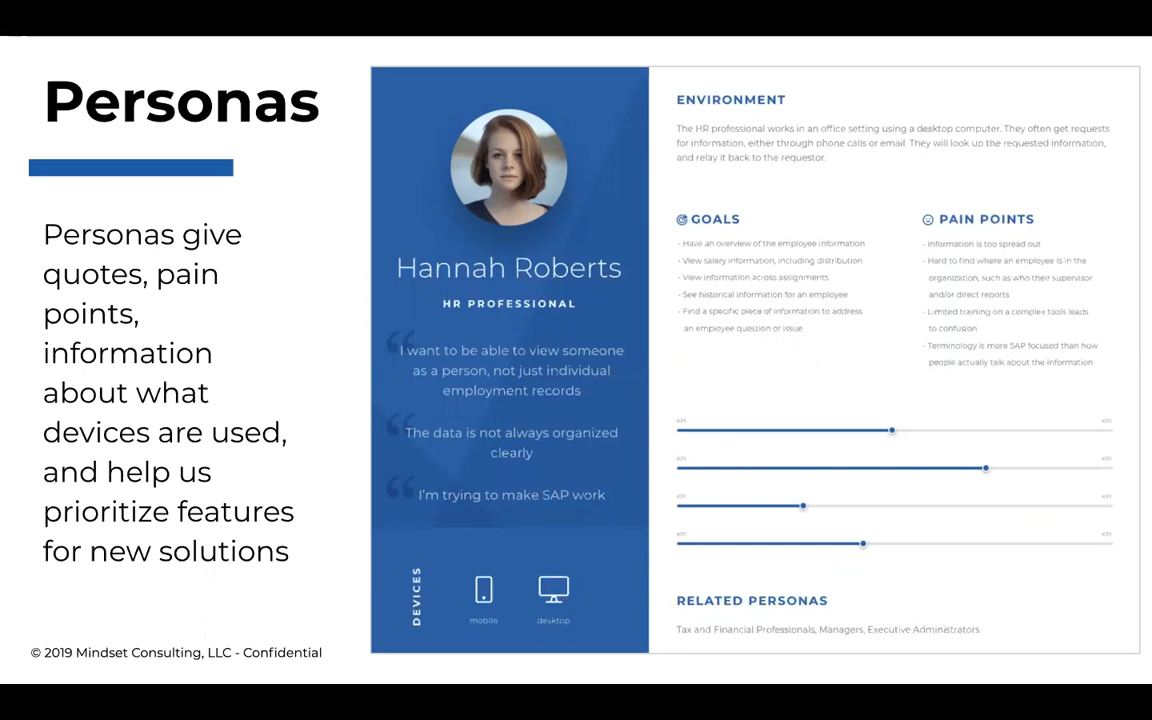 Personas
Personas give
quotes, pain
points,
information
about what
devices are used,
and help us
prioritize features
for new solutions
© 2019 Mindset Consulting, LLC - Confidential
Hannah Roberts
HR PROFESSIONAL
“ I want to be able to view someone
as a person, not just individual
employment records
“ The data is not always organized
clearly
“ I’m trying to make SAP work
DEVICES
mobile
desktop
ENVIRONMENT
The HR professional works in an office setting using a desktop computer. They often get requests
for information, either through phone calls or email. They will look up the requested information,
and relay it back to the requestor.
GOALS
- Have an overview of the employee information
- View salary information, including distribution
- View information across assignments
- See historical information for an employee
- Find a specific piece of information to address
an employee question or issue
PAIN POINTS
- Information is too spread out
- Hard to find where an employee is in the
organization, such as who their supervisor
and/or direct reports
- Limited training on a complex tools leads
to confusion
- Terminology is more SAP focused than how
people actually talk about the information
RELATED PERSONAS
Tax and Financial Professionals, Managers, Executive Administrators